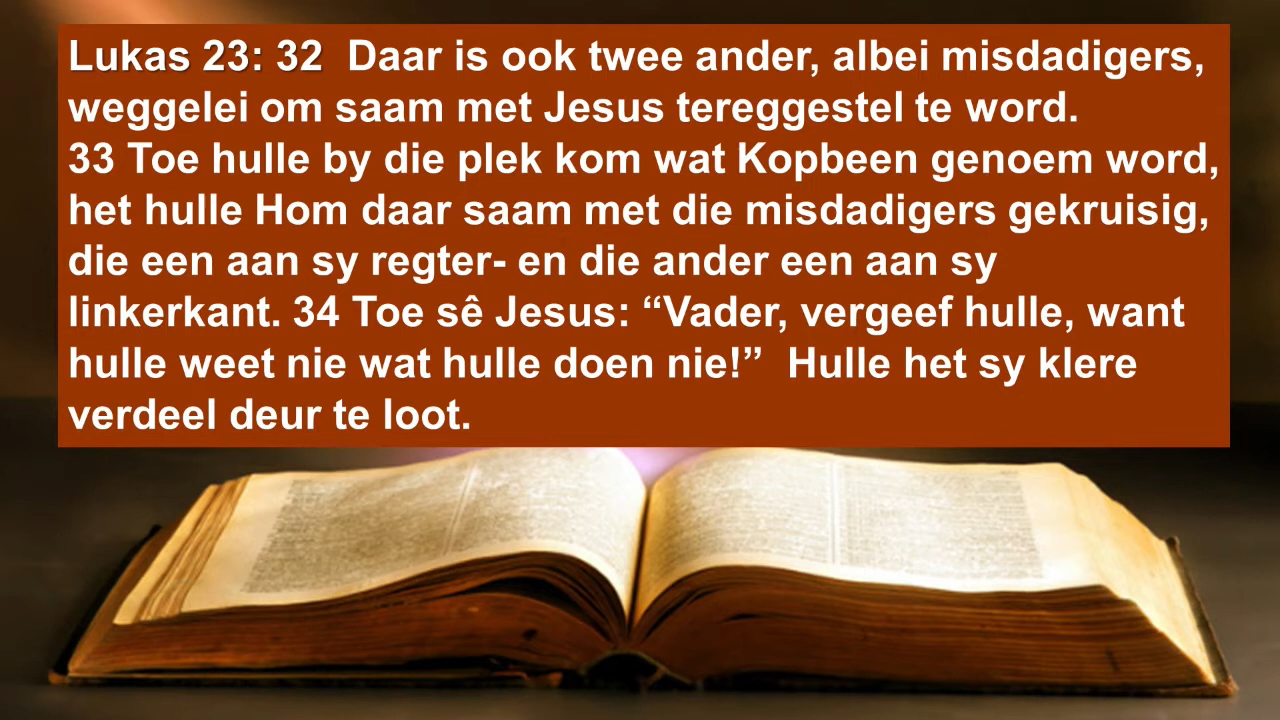 Lukas 23: 32  Daar is ook twee ander, albei misdadigers,
weggelei om saam met Jesus tereggestel te word.
33 Toe hulle by die plek kom wat Kopbeen genoem word,
het hulle Hom daar saam met die misdadigers gekruisig,
die een aan sy regter- en die ander een aan sy
linkerkant. 34 Toe sê Jesus: “Vader, vergeef hulle, want
hulle weet nie wat hulle doen nie!”  Hulle het sy klere
verdeel deur te loot.